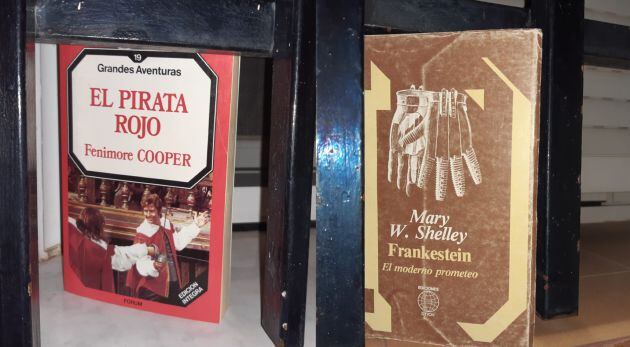 19
Grandes Aventuras
EL PIRATA
ROJO
Fenimore COOPER
EDICION
INTEGRA
FORUM
Mary
W. Shelley
Frankestein
El moderno prometeo
EDICIONES